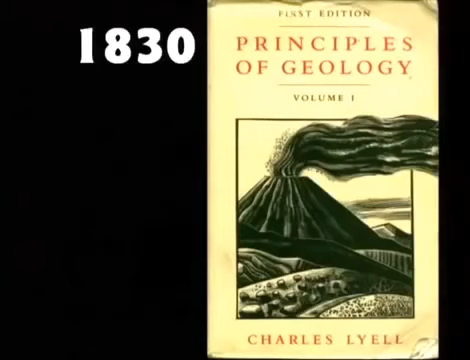 1830
FIRST EDITION
PRINCIPLES
OF GEOLOGY
VOLUME I
CHARLES LYELL